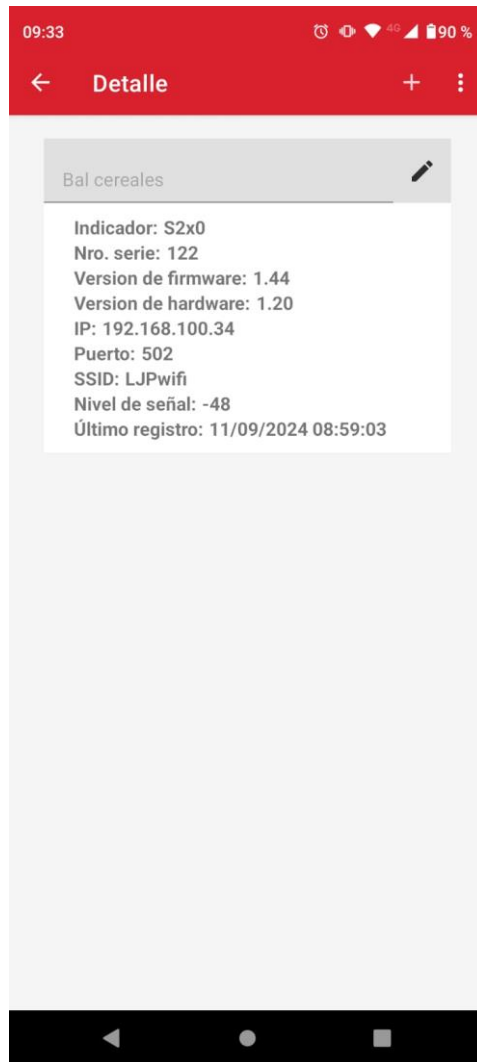 09:33
4G
90 %
Detalle
Bal cereales
Indicador: S2x0
Nro. serie: 122
Version de firmware: 1.44
Version de hardware: 1.20
IP: 192.168.100.34
Puerto: 502
SSID: LJPwifi
Nivel de señal: -48
Último registro: 11/09/2024 08:59:03